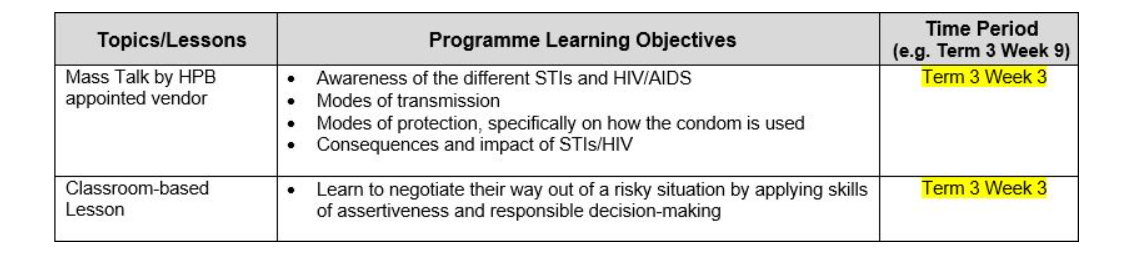 Topics/Lessons
Programme Learning Objectives
Time Period
(e.g. Term 3 Week 9)
Mass Talk by HPB
appointed vendor
• Awareness of the different STIs and HIV/AIDS
• Modes of transmission
• Modes of protection, specifically on how the condom is used
• Consequences and impact of STIs/HIV
Term 3 Week 3
Classroom-based
Lesson
• Learn to negotiate their way out of a risky situation by applying skills
of assertiveness and responsible decision-making
Term 3 Week 3